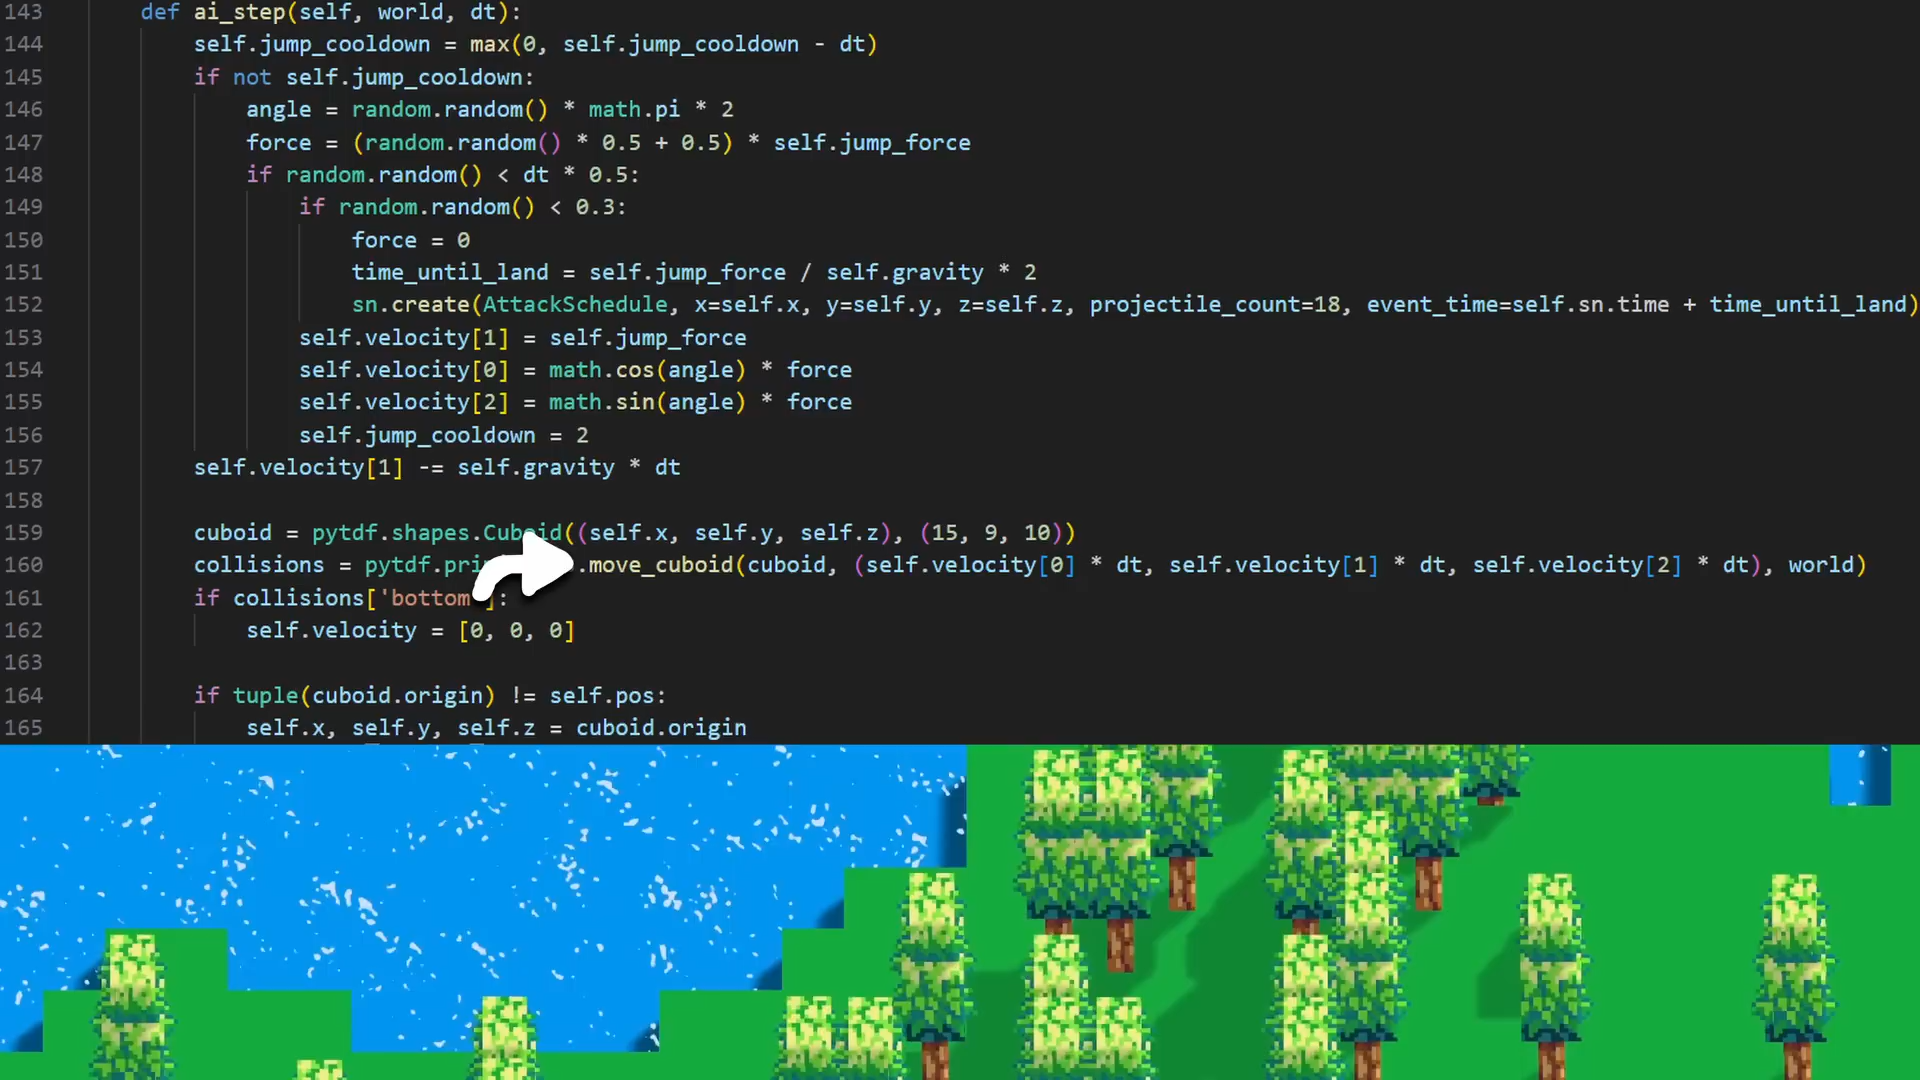 143 def ai_step(self, world, dt):
144 self.jump_cooldown = max(0, self.jump_cooldown - dt)
145 if not self.jump_cooldown:
146 angle = random.random() * math.pi * 2
147 force = (random.random() * 0.5 + 0.5) * self.jump_force
148 if random.random() < dt * 0.5:
149 if random.random() < 0.3:
150 force = 0
151 time_until_land = self.jump_force / self.gravity * 2
152 sn.create(AttackSchedule, x=self.x, y=self.y, z=self.z, projectile_count=18, event_time=self.sn.time + time_until_land)
153 self.velocity[1] = self.jump_force
154 self.velocity[0] = math.cos(angle) * force
155 self.velocity[2] = math.sin(angle) * force
156 self.jump_cooldown = 2
157 self.velocity[1] -= self.gravity * dt
158
159 cuboid = pytdf.shapes.Cuboid((self.x, self.y, self.z), (15, 9, 10))
160 collisions = pytdf. .move_cuboid(cuboid, (self.velocity[0] * dt, self.velocity[1] * dt, self.velocity[2] * dt), world)
161 if collisions['bottom']:
162 self.velocity = [0, 0, 0]
163
164 if tuple(cuboid.origin) != self.pos:
165 self.x, self.y, self.z = cuboid.origin